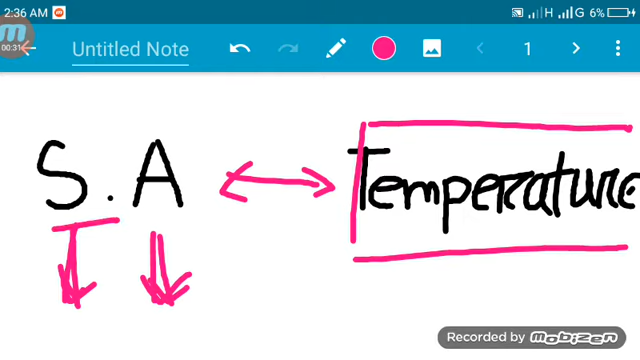 2:36 AM H G 6%
00:31
Untitled Note 1
S.A Temperature
Recorded by mobizen